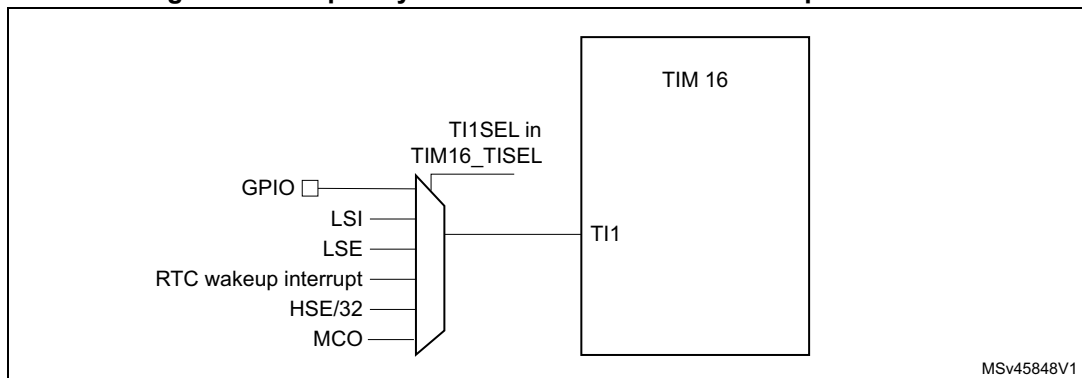 TIM 16
TI1SEL in
TIM16_TISEL
GPIO
LSI
LSE
TI1
RTC wakeup interrupt
HSE/32
MCO
MSv45848V1